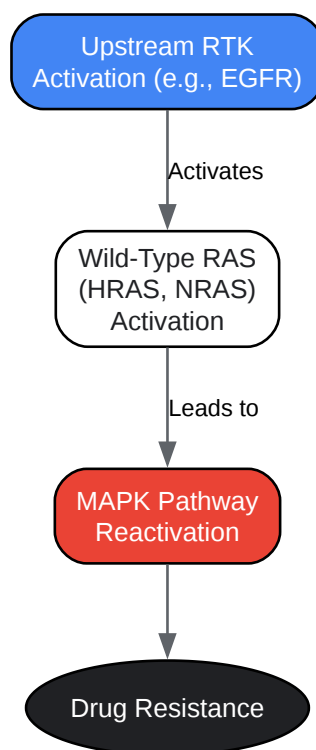 Upstream RTK
Activation (e.g., EGFR)
Activates
Wild-Type RAS
(HRAS, NRAS)
Activation
Leads to
MAPK Pathway
Reactivation
Drug Resistance